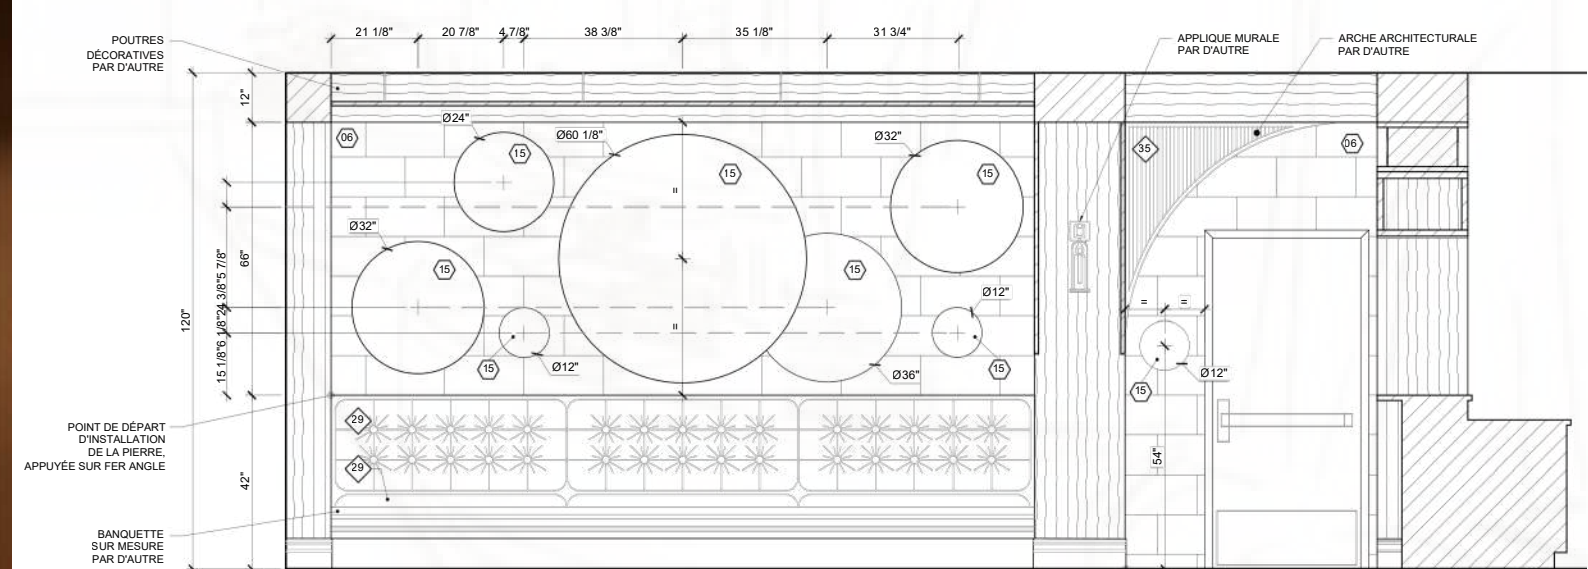 21 1/8" 20 7/8" 4 7/8" 38 3/8" 35 1/8" 31 3/4"
POUTRES
DÉCORATIVES
PAR D'AUTRE
APPLIQUE MURALE
PAR D'AUTRE
ARCHE ARCHITECTURALE
PAR D'AUTRE
12"
Ø24"
Ø60 1/8"
Ø32"
06
15
15
15
35
06
Ø32"
15
15
66"
5 7/8"
24 3/8"
6 1/8"
15 1/8"
120"
=
=
=
=
Ø12"
Ø12"
15
Ø36"
15
15
Ø12"
POINT DE DÉPART
D'INSTALLATION
DE LA PIERRE,
APPUYÉE SUR FER ANGLE
29
29
42"
54"
BANQUETTE
SUR MESURE
PAR D'AUTRE